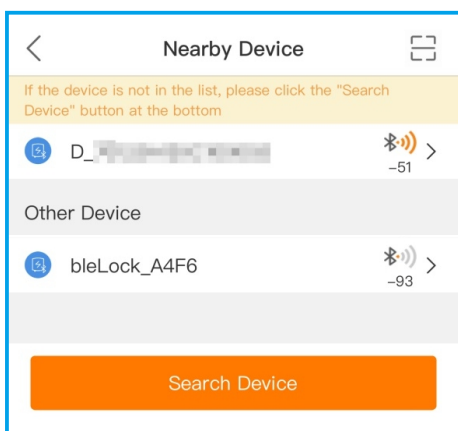 Nearby Device
If the device is not in the list, please click the "Search
Device" button at the bottom
D_
-51
Other Device
bleLock_A4F6
-93
Search Device